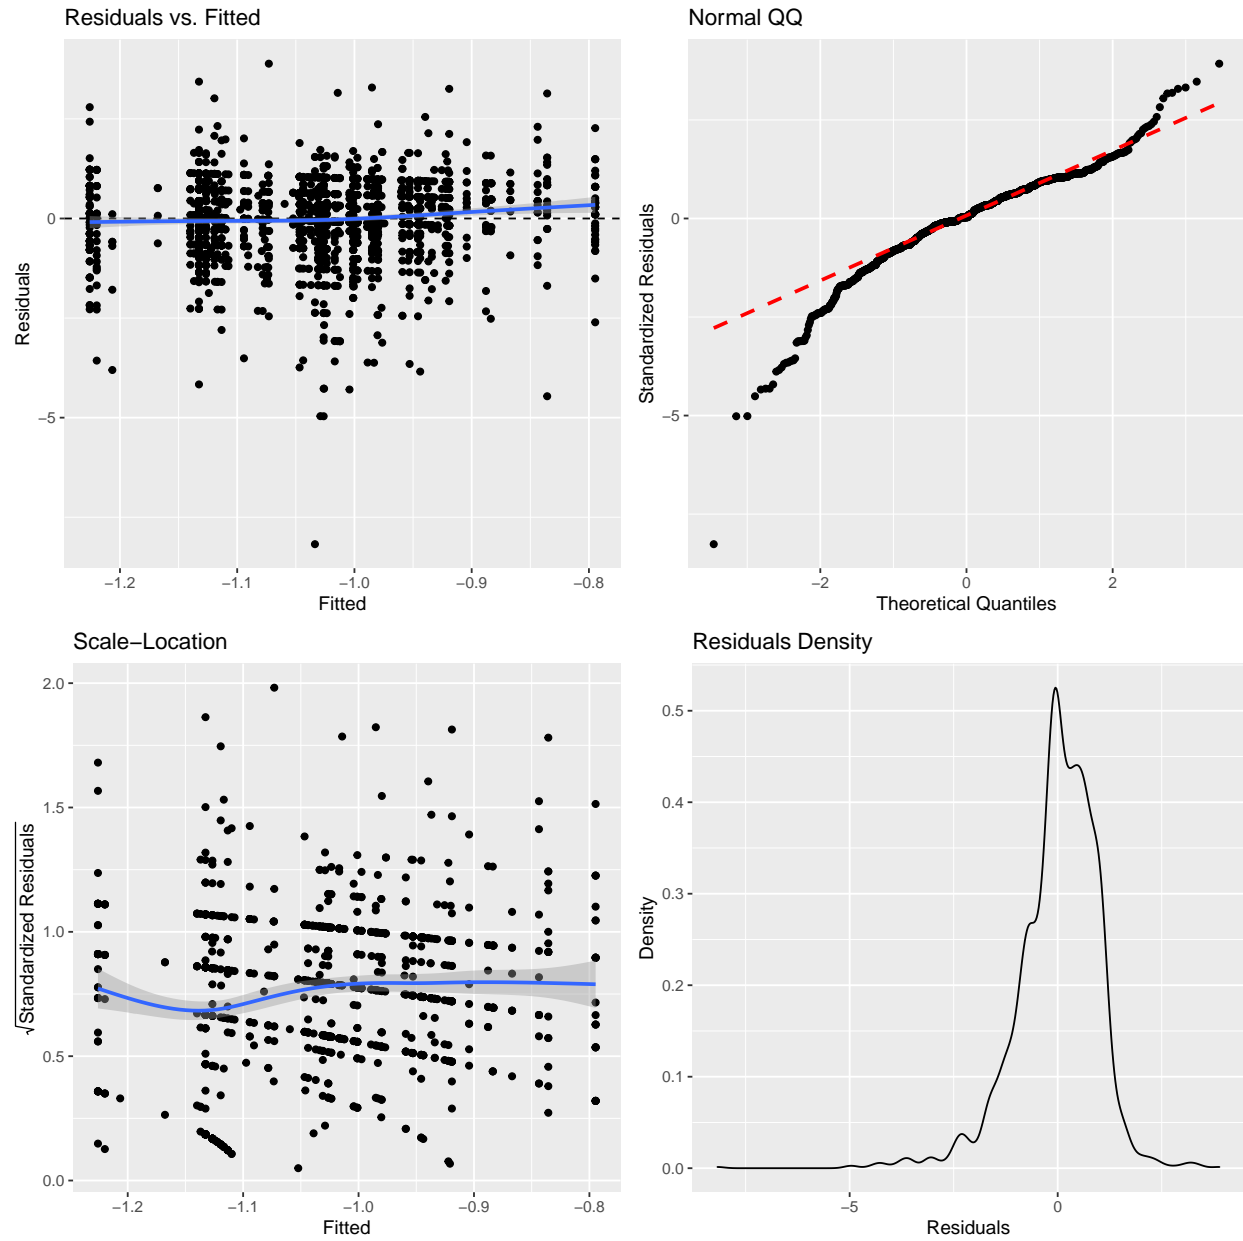 Residuals vs. Fitted
Residuals
0
−5
−1.2 −1.1 −1.0 −0.9 −0.8
Fitted
Normal QQ
Standardized Residuals
0
−5
−2 0 2
Theoretical Quantiles
Scale−Location
√Standardized Residuals
2.0
1.5
1.0
0.5
0.0
−1.2 −1.1 −1.0 −0.9 −0.8
Fitted
Residuals Density
Density
0.5
0.4
0.3
0.2
0.1
0.0
−5 0
Residuals